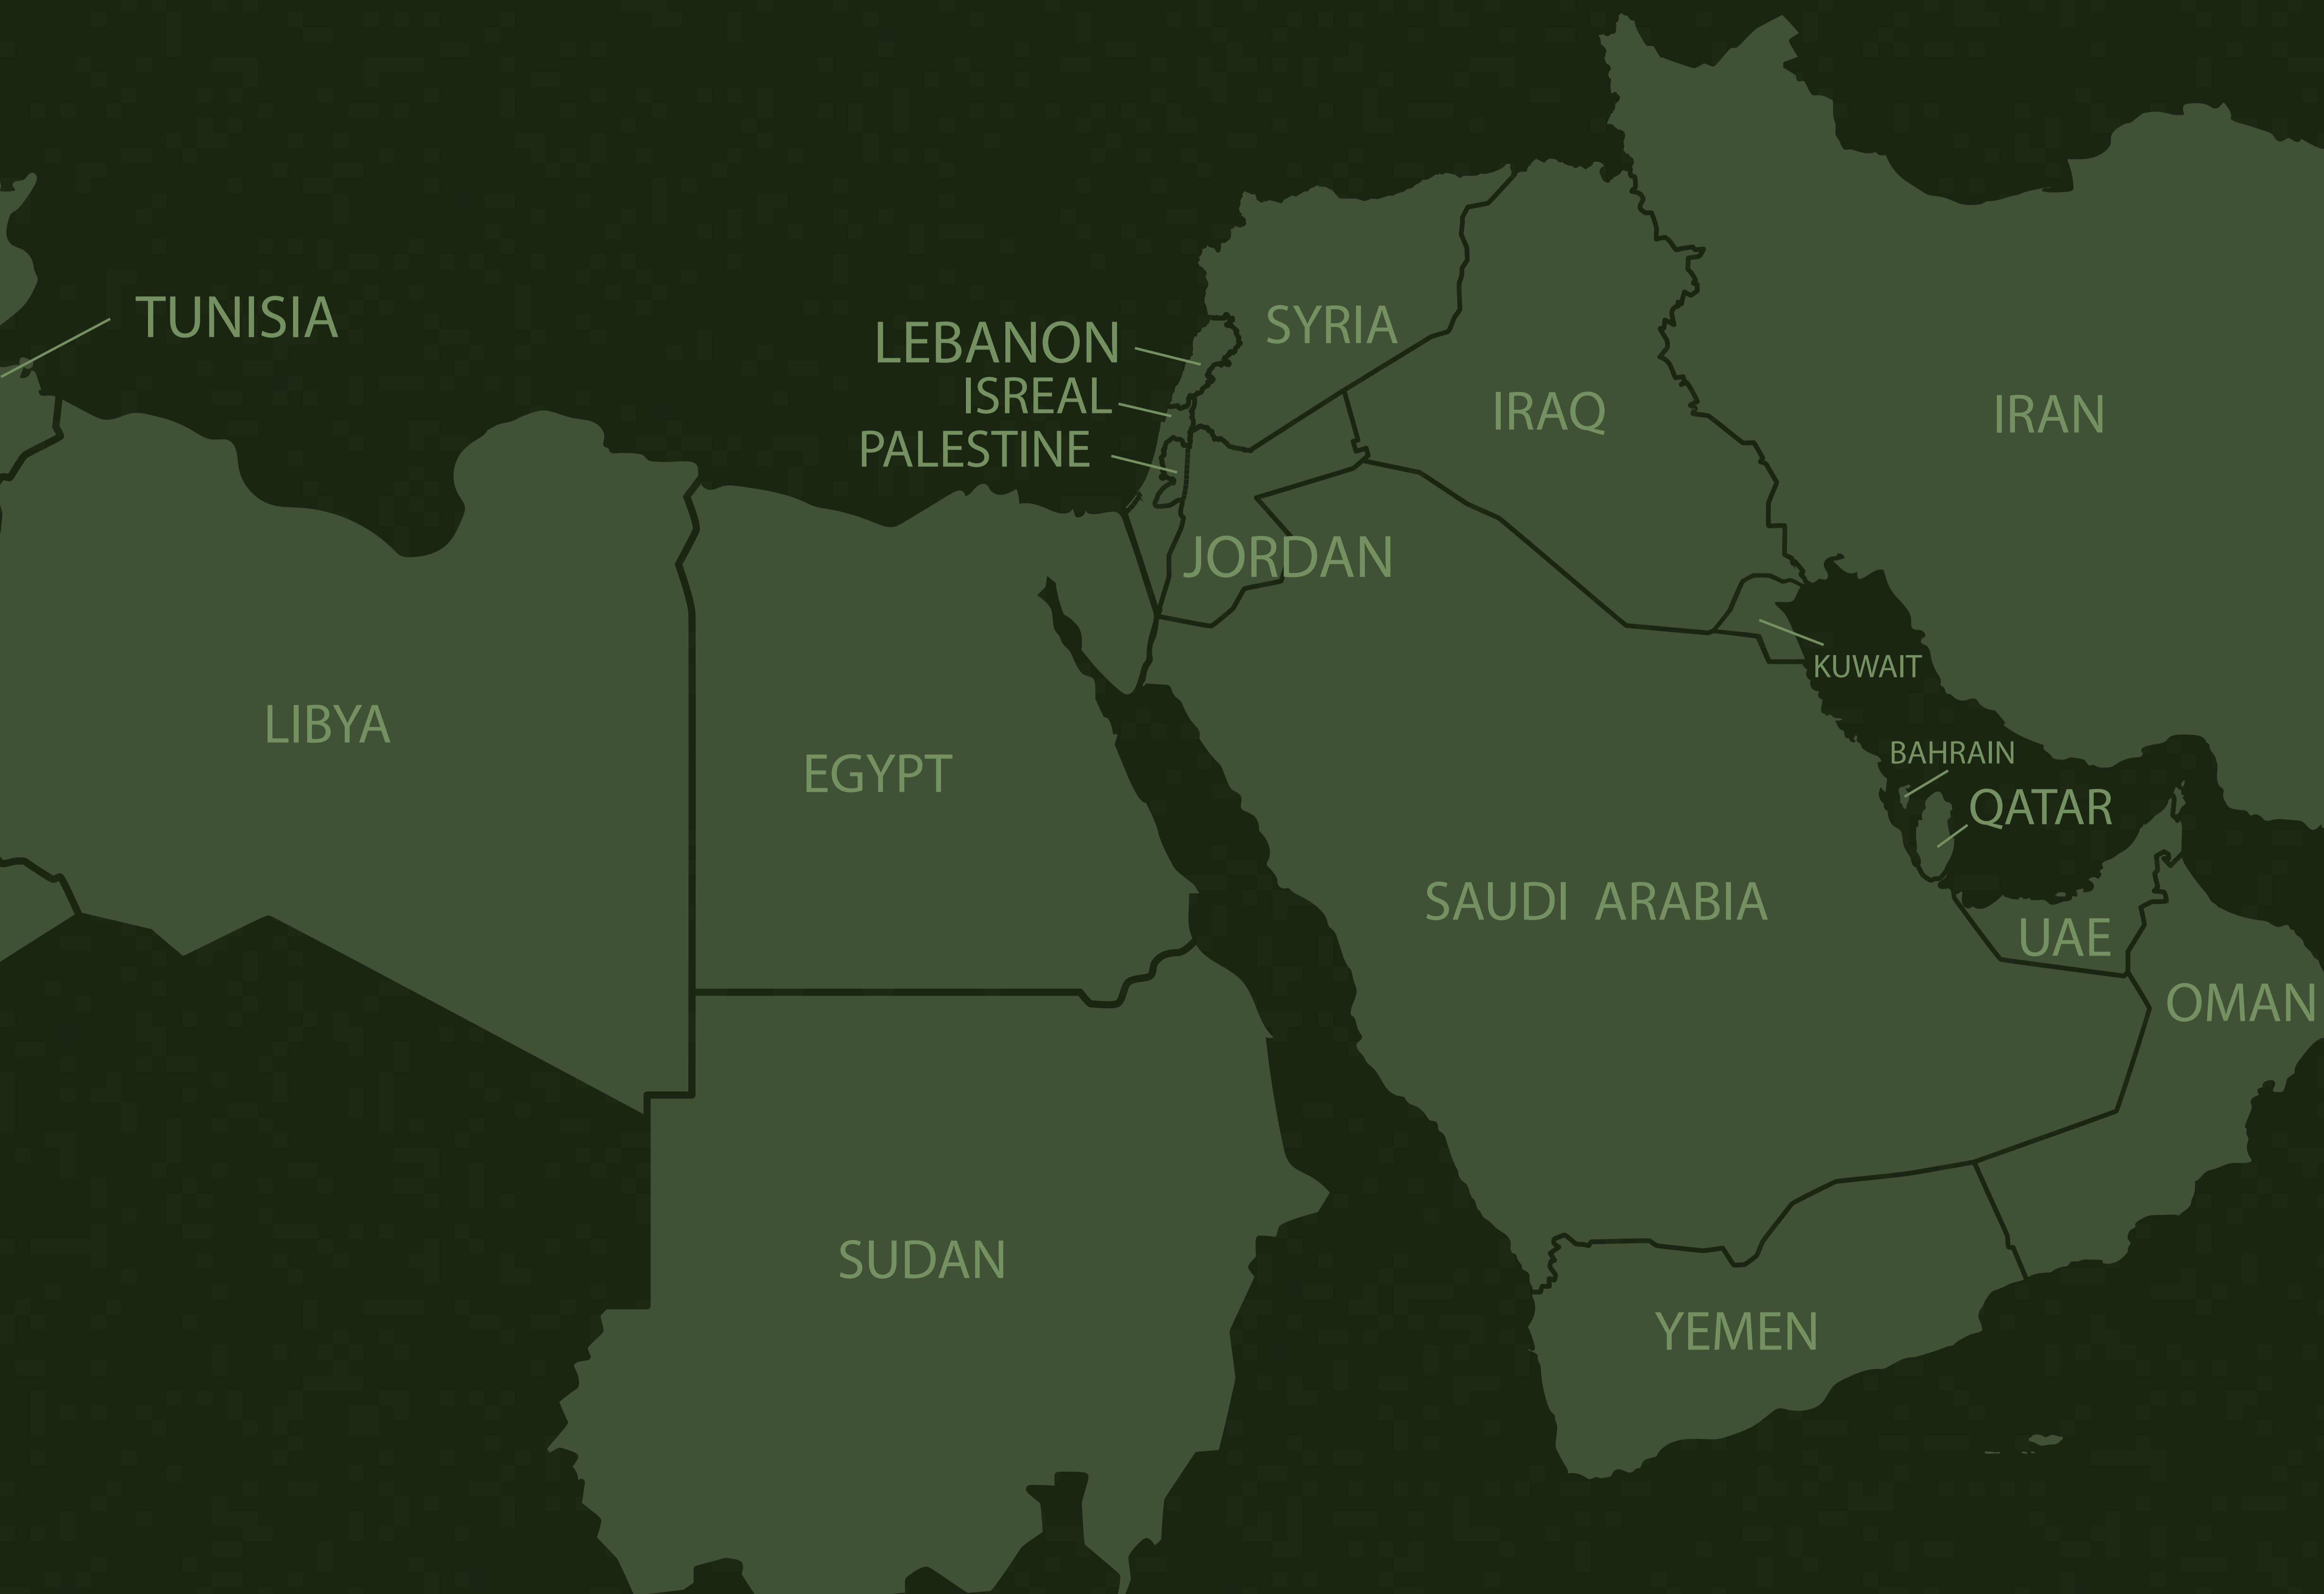 TUNISIA
LEBANON
SYRIA
ISREAL
PALESTINE
IRAQ
IRAN
JORDAN
KUWAIT
LIBYA
EGYPT
BAHRAIN
QATAR
SAUDI ARABIA
UAE
OMAN
SUDAN
YEMEN